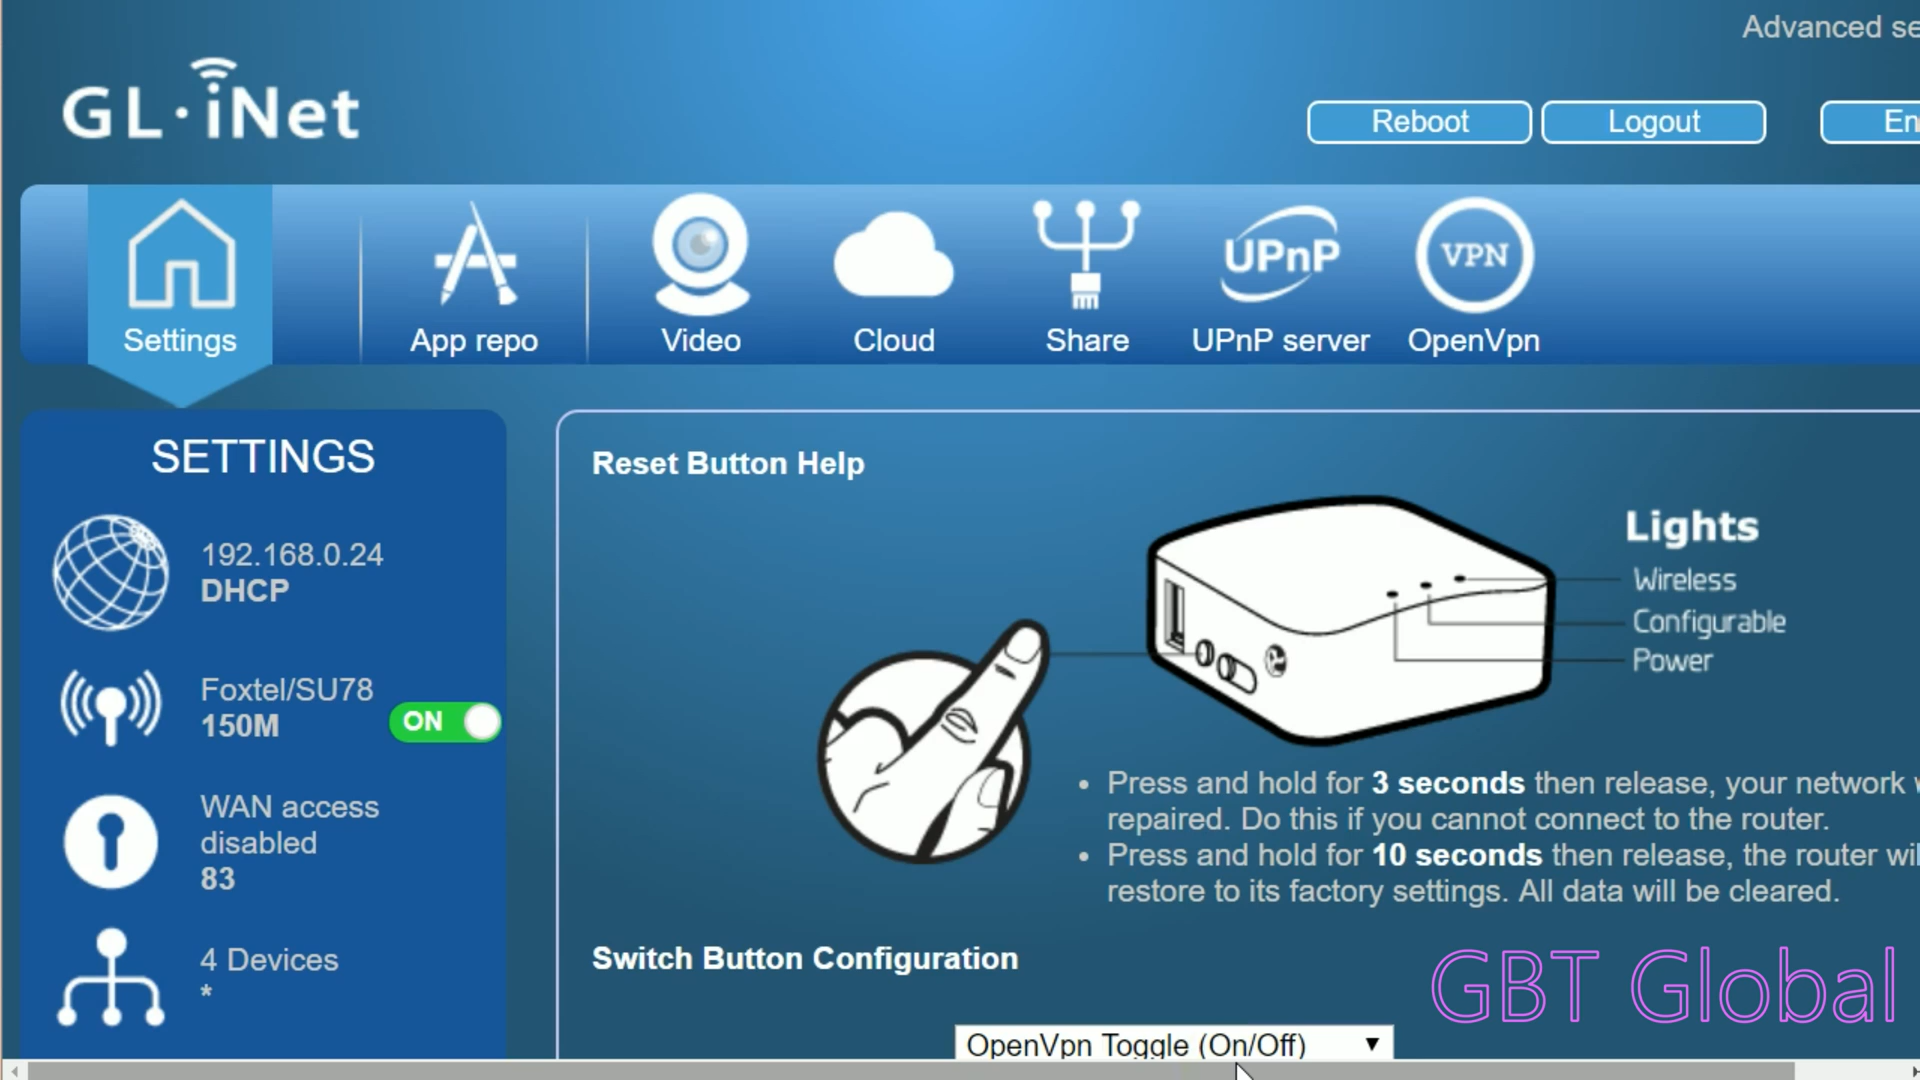 Advanced se
GL·iNet
Reboot
Logout
En
UPnP
VPN
Settings
App repo
Video
Cloud
Share
UPnP server
OpenVpn
SETTINGS
192.168.0.24
DHCP
Foxtel/SU78
150M
ON
WAN access
disabled
83
4 Devices
*
Reset Button Help
Lights
Wireless
Configurable
Power
• Press and hold for 3 seconds then release, your network w
repaired. Do this if you cannot connect to the router.
• Press and hold for 10 seconds then release, the router wil
restore to its factory settings. All data will be cleared.
Switch Button Configuration
OpenVpn Toggle (On/Off)
GBT Global